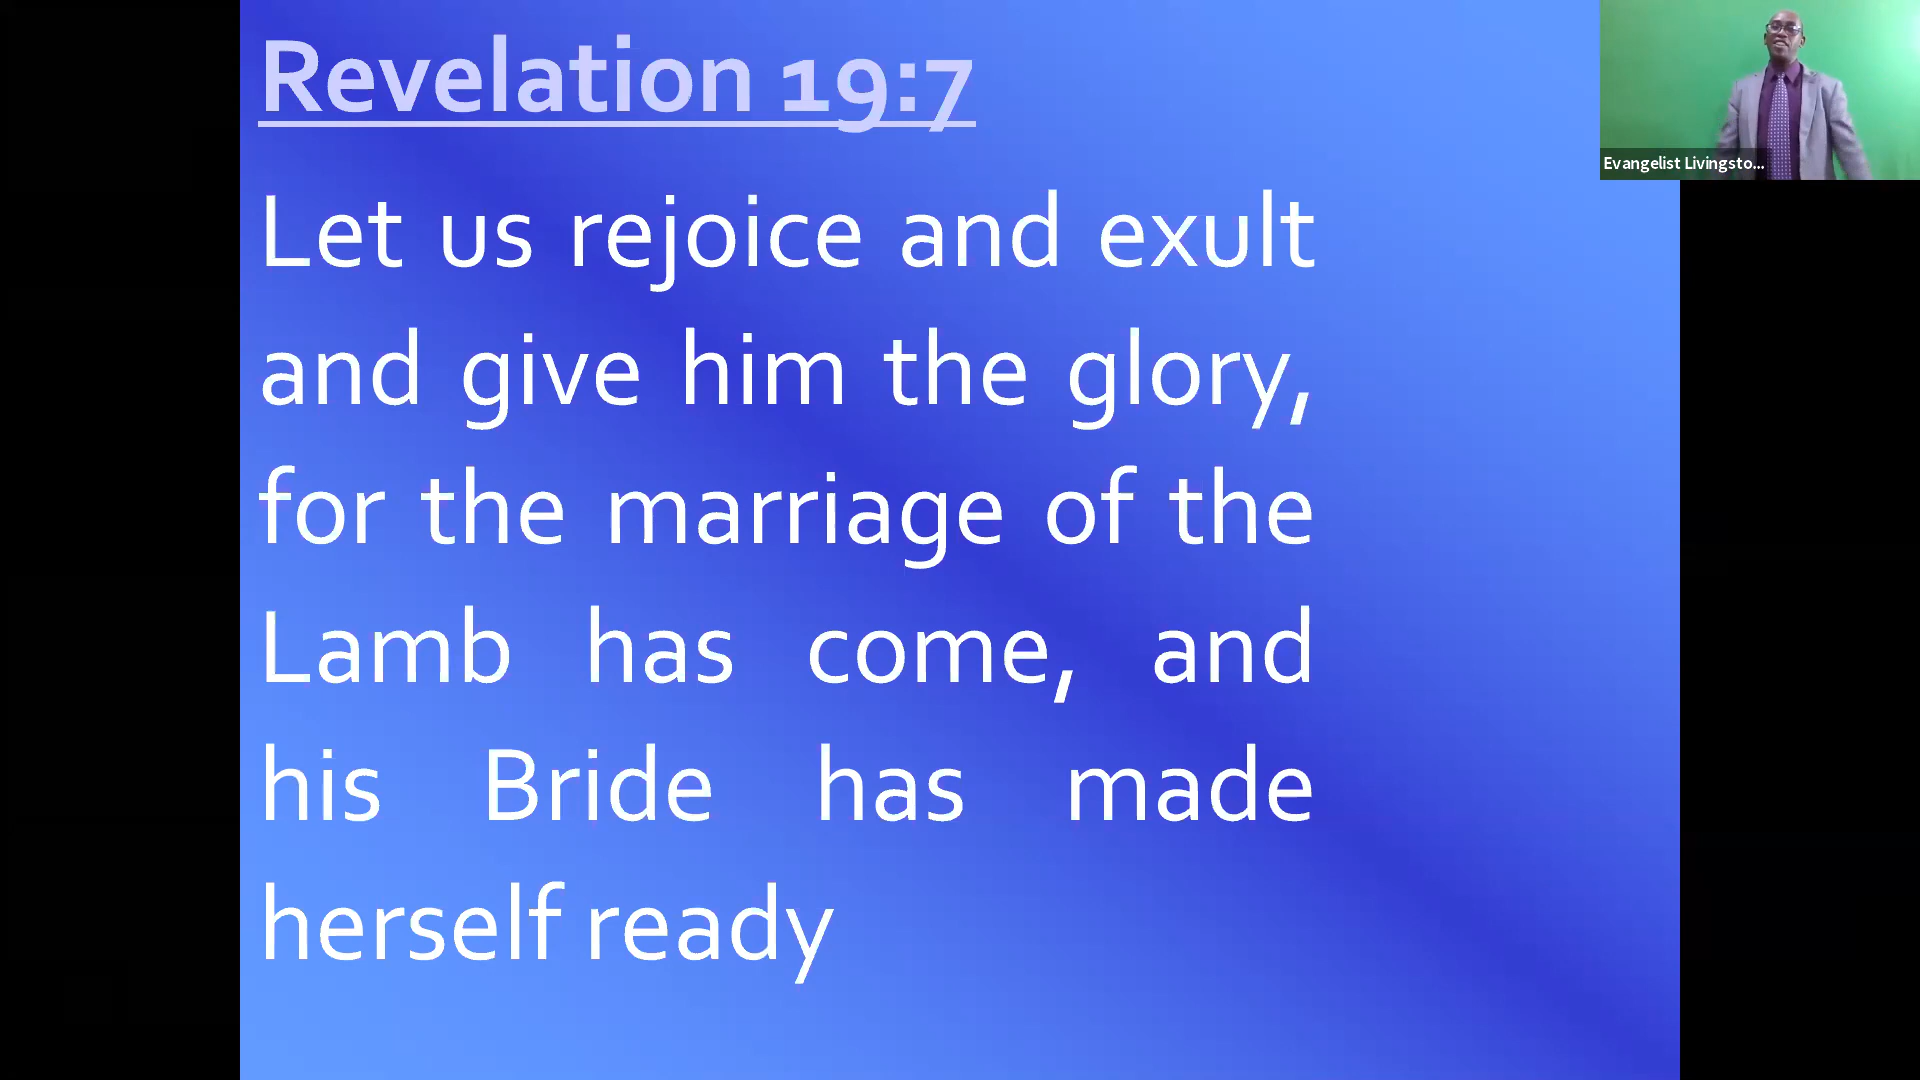 Revelation 19:7
Let us rejoice and exult
and give him the glory,
for the marriage of the
Lamb has come, and
his Bride has made
herself ready
Evangelist Livingsto...